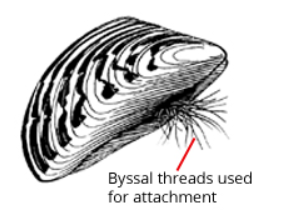 Byssal threads used
for attachment